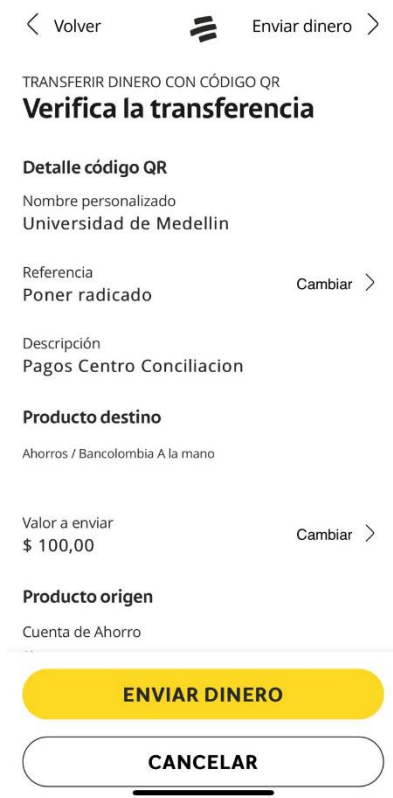 Volver
Enviar dinero
TRANSFERIR DINERO CON CÓDIGO QR
Verifica la transferencia
Detalle código QR
Nombre personalizado
Universidad de Medellin
Referencia
Poner radicado
Cambiar
Descripción
Pagos Centro Conciliacion
Producto destino
Ahorros / Bancolombia A la mano
Valor a enviar
$ 100,00
Cambiar
Producto origen
Cuenta de Ahorro
ENVIAR DINERO
CANCELAR